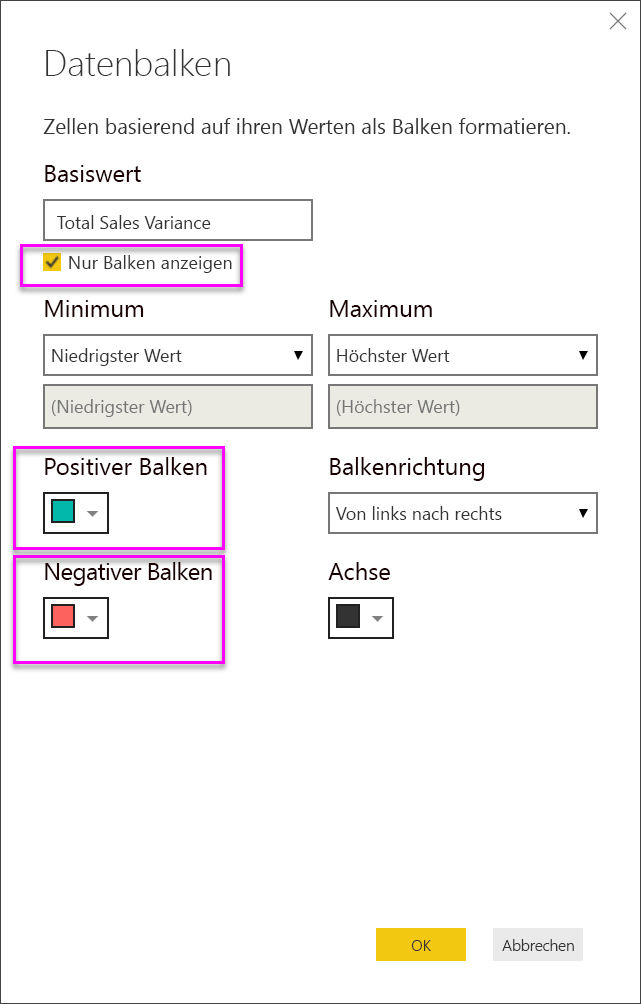 Datenbalken
Zellen basierend auf ihren Werten als Balken formatieren.
Basiswert
Total Sales Variance
Nur Balken anzeigen
Minimum Maximum
Niedrigster Wert Höchster Wert
(Niedrigster Wert) (Höchster Wert)
Positiver Balken Balkenrichtung
Von links nach rechts
Negativer Balken Achse
OK Abbrechen